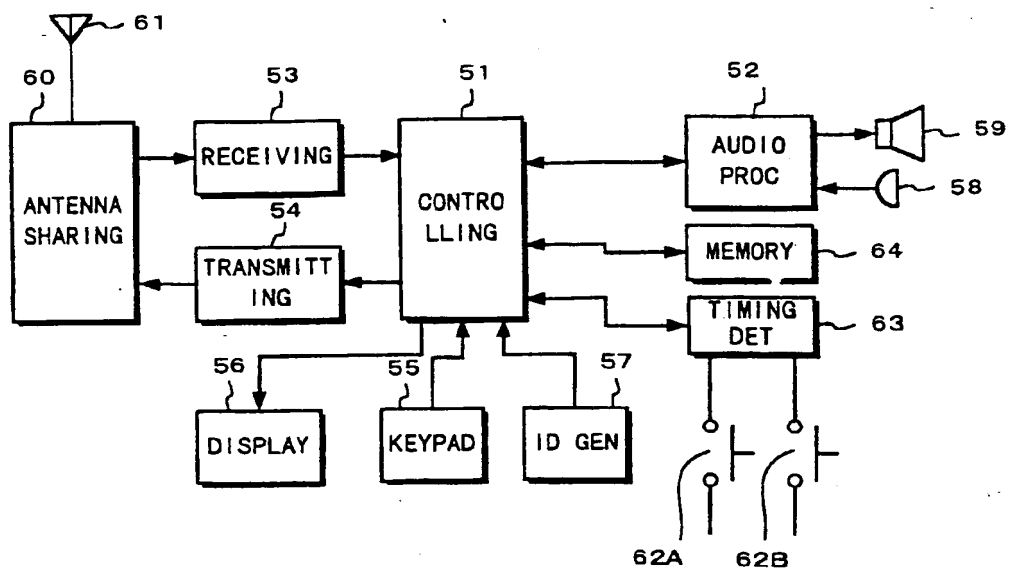 61
60
53
51
52
59
RECEIVING
AUDIO
PROC
58
ANTENNA
SHARING
CONTRO
LLING
54
TRANSMITT
ING
MEMORY
64
TIMING
DET
63
56
55
57
DISPLAY
KEYPAD
ID GEN
62A
62B